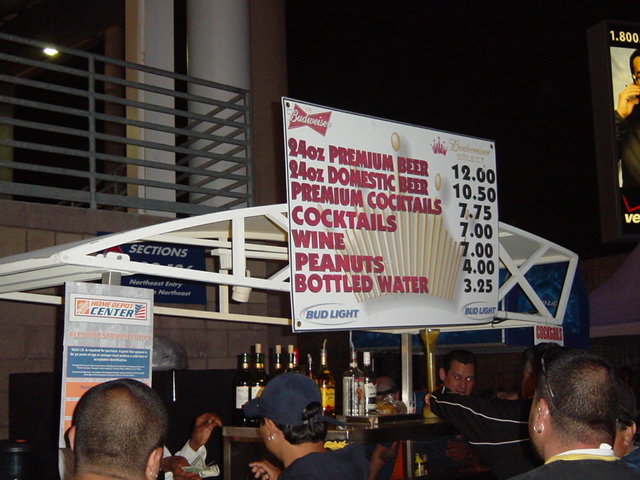 1.800
Budweiser
Budweiser
SELECT
24oz PREMIUM BEER 12.00
24oz DOMESTIC BEER 10.50
PREMIUM COCKTAILS 7.75
COCKTAILS 7.00
WINE 7.00
PEANUTS 4.00
BOTTLED WATER 3.25
BUD LIGHT
BUD LIGHT
SECTIONS
Northeast Entry
Northeast
HOME DEPOT
CENTER
ve